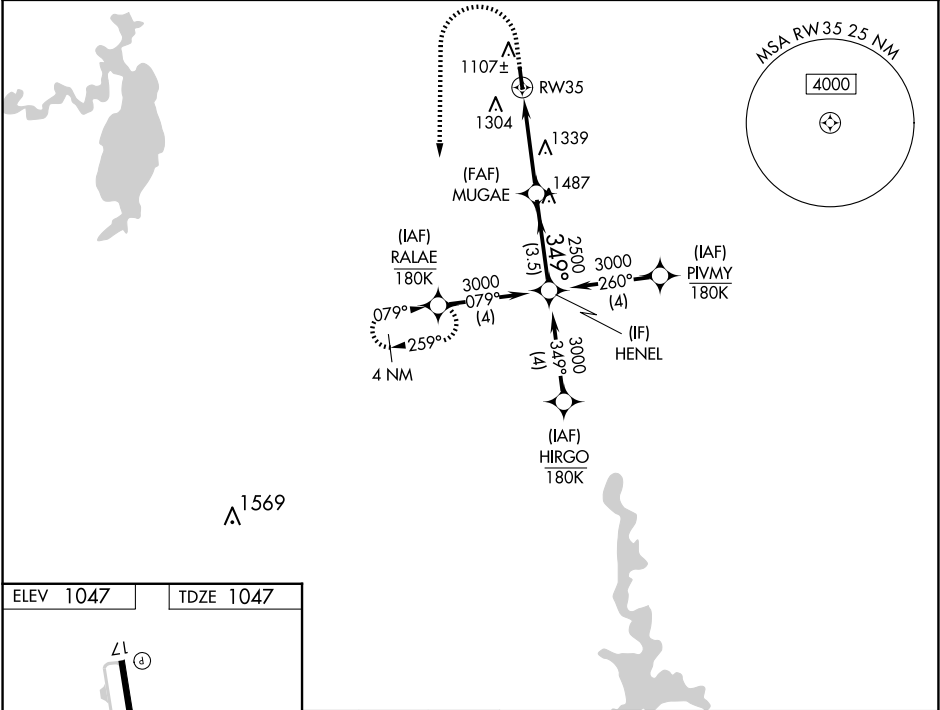 MSA RW35 25 NM
4000
1107±
RW35
1304
1339
(FAF)
MUGAE
1487
(IAF)
RALAE
180K
3000
079°
(4)
349°
2500
(3.5)
3000
260°
(4)
(IAF)
PIVMY
180K
079°
259°
4 NM
(IF)
HENEL
3000
349°
(4)
(IAF)
HIRGO
180K
1569
ELEV 1047
TDZE 1047
17
P